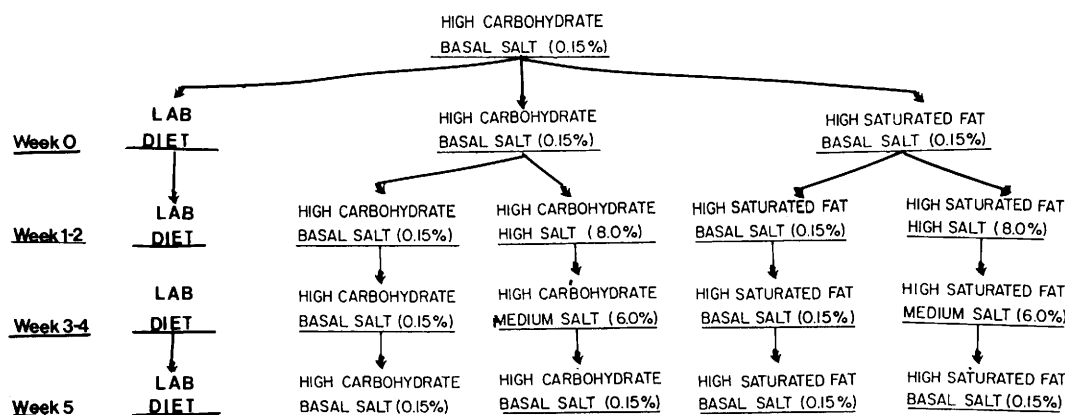 HIGH CARBOHYDRATE
BASAL SALT (0.15%)
LAB HIGH CARBOHYDRATE HIGH SATURATED FAT
Week 0 DIET BASAL SALT (0.15%) BASAL SALT (0.15%)
LAB HIGH CARBOHYDRATE HIGH CARBOHYDRATE HIGH SATURATED FAT HIGH SATURATED FAT
Week 1-2 DIET BASAL SALT (0.15%) HIGH SALT (8.0%) BASAL SALT (0.15%) HIGH SALT (8.0%)
LAB HIGH CARBOHYDRATE HIGH CARBOHYDRATE HIGH SATURATED FAT HIGH SATURATED FAT
Week 3-4 DIET BASAL SALT (0.15%) MEDIUM SALT (6.0%) BASAL SALT (0.15%) MEDIUM SALT (6.0%)
LAB HIGH CARBOHYDRATE HIGH CARBOHYDRATE HIGH SATURATED FAT HIGH SATURATED FAT
Week 5 DIET BASAL SALT (0.15%) BASAL SALT (0.15%) BASAL SALT (0.15%) BASAL SALT (0.15%)